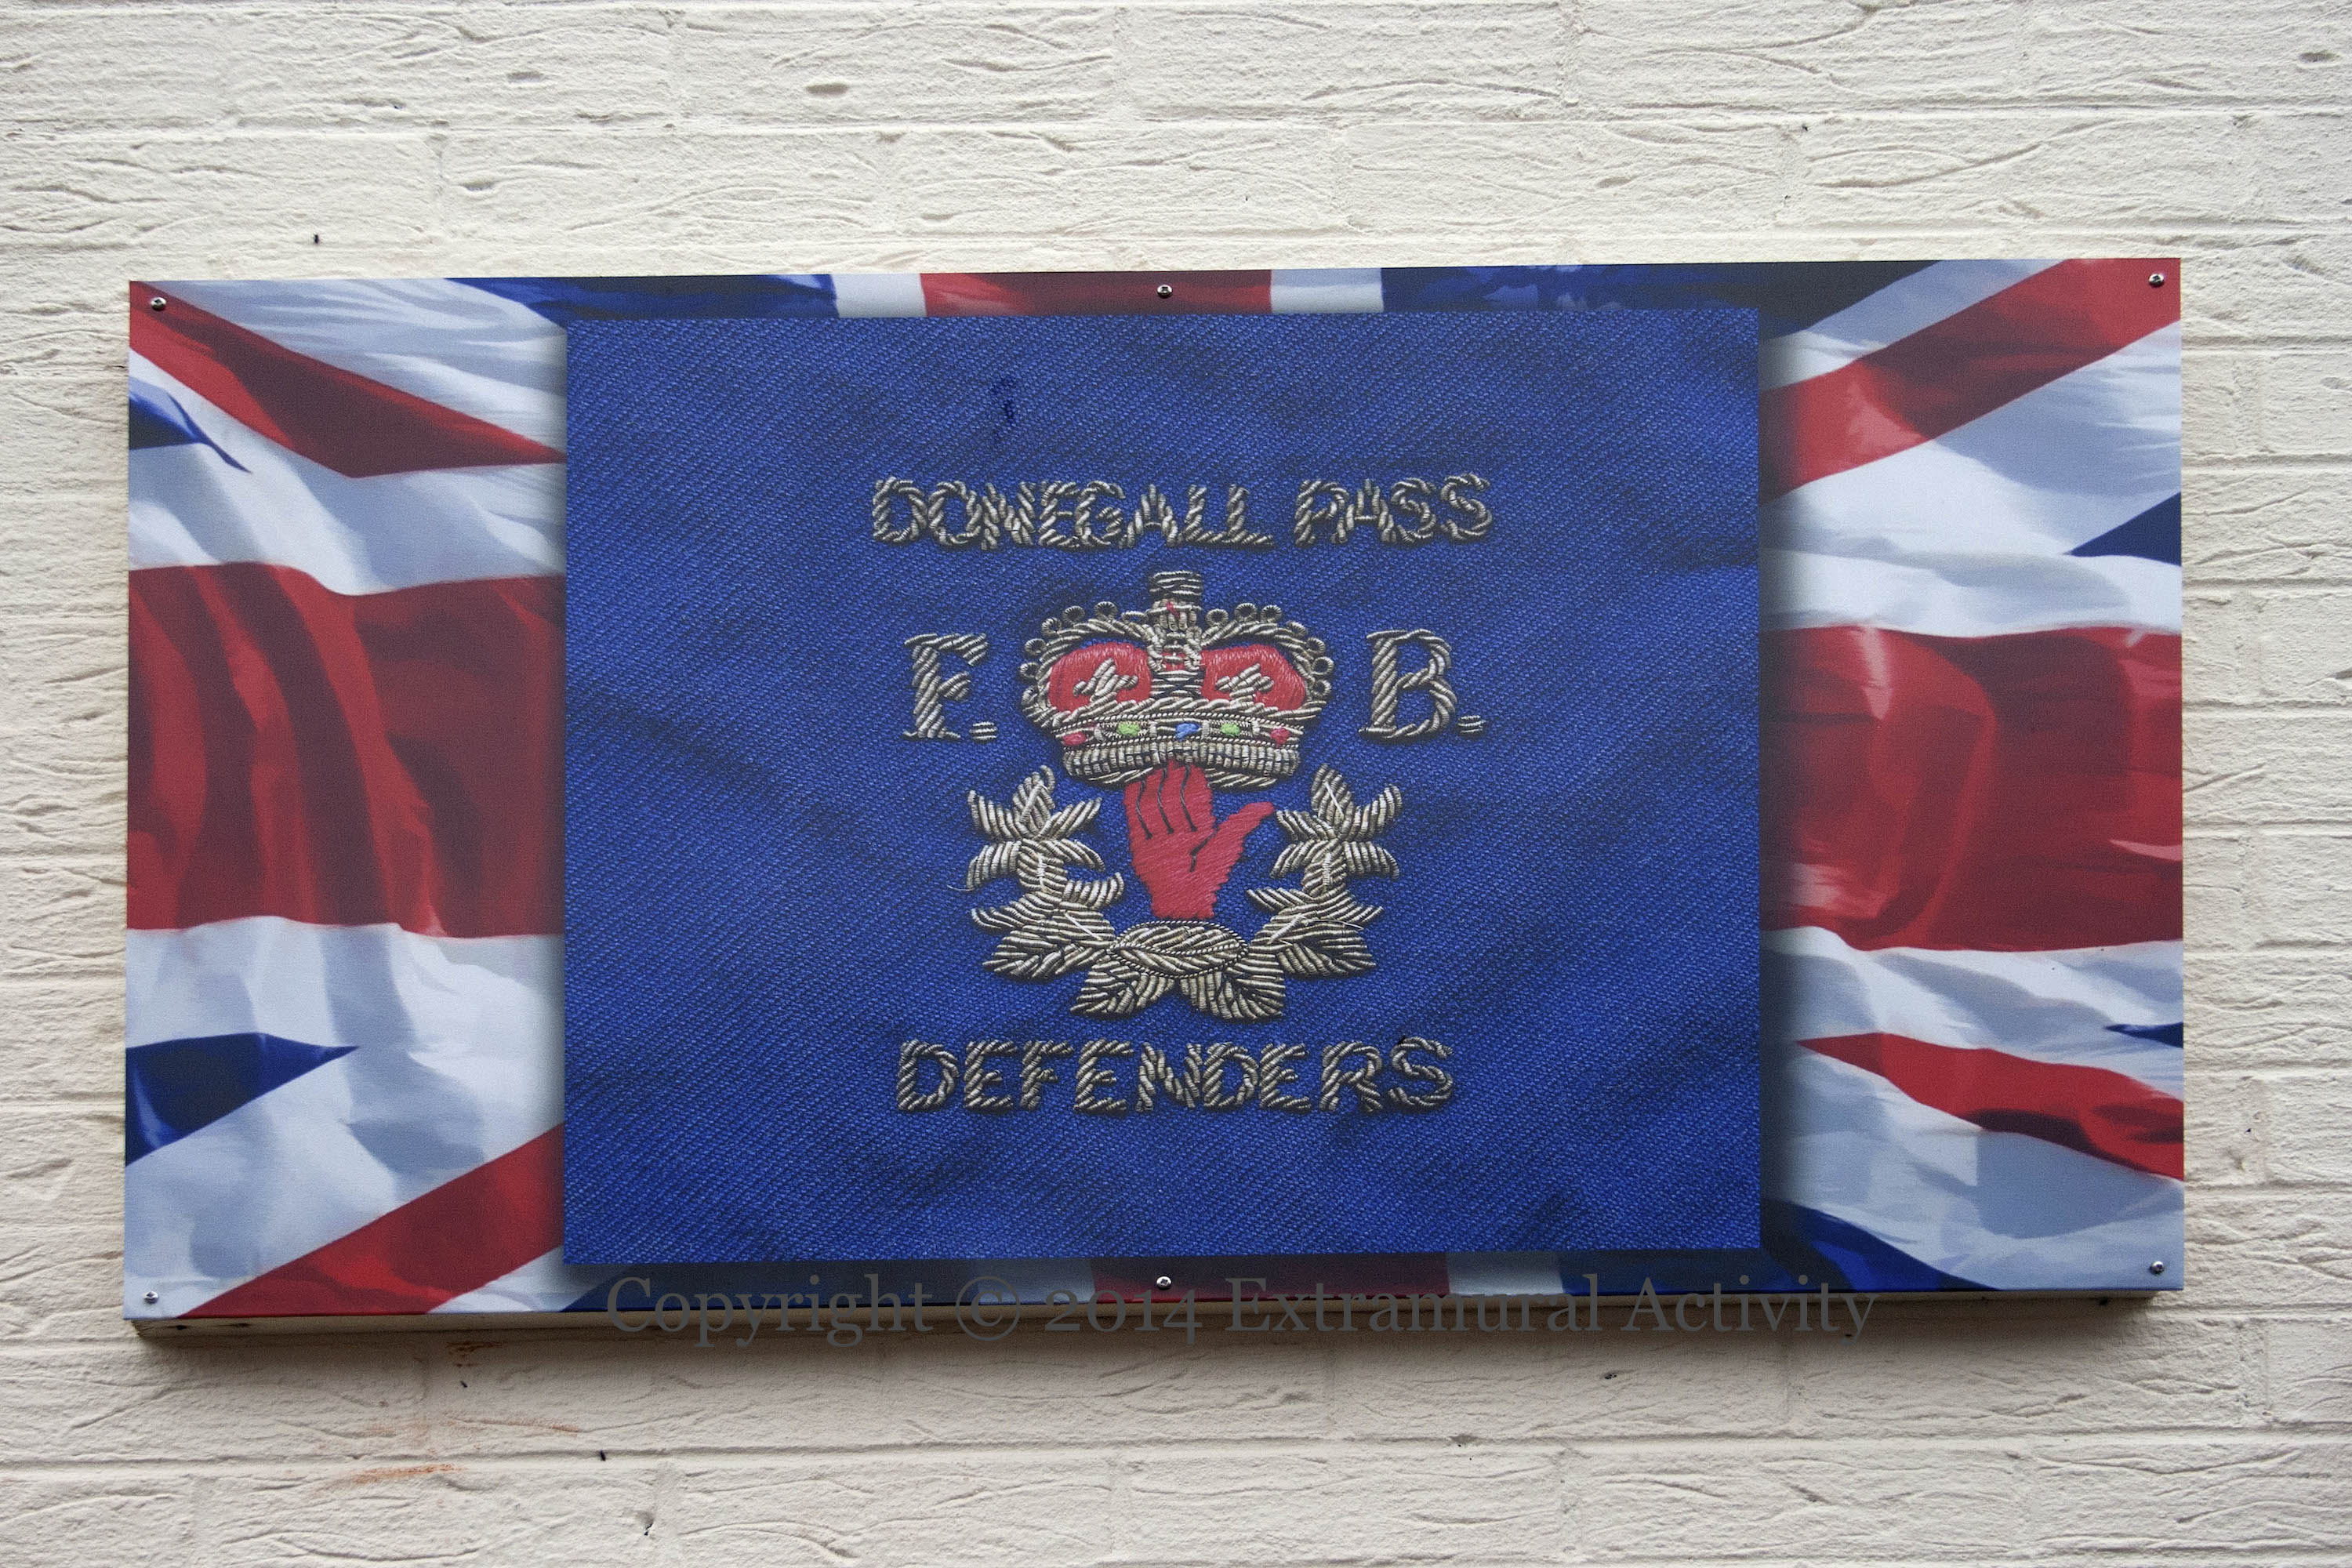 DONEGALL PASS
F. B.
DEFENDERS
Copyright © 2014 Extramural Activity